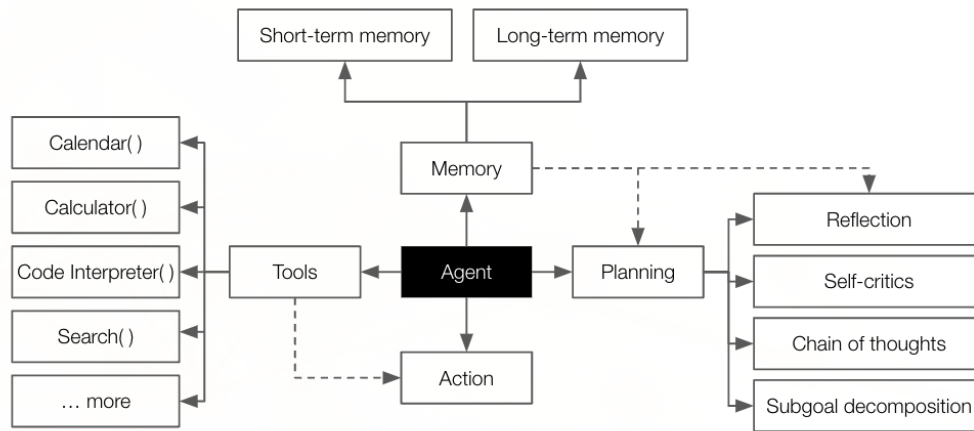 Short-term memory
Long-term memory
Calendar( )
Memory
Calculator( )
Reflection
Code Interpreter( )
Tools
Agent
Planning
Self-critics
Search( )
Chain of thoughts
Action
... more
Subgoal decomposition